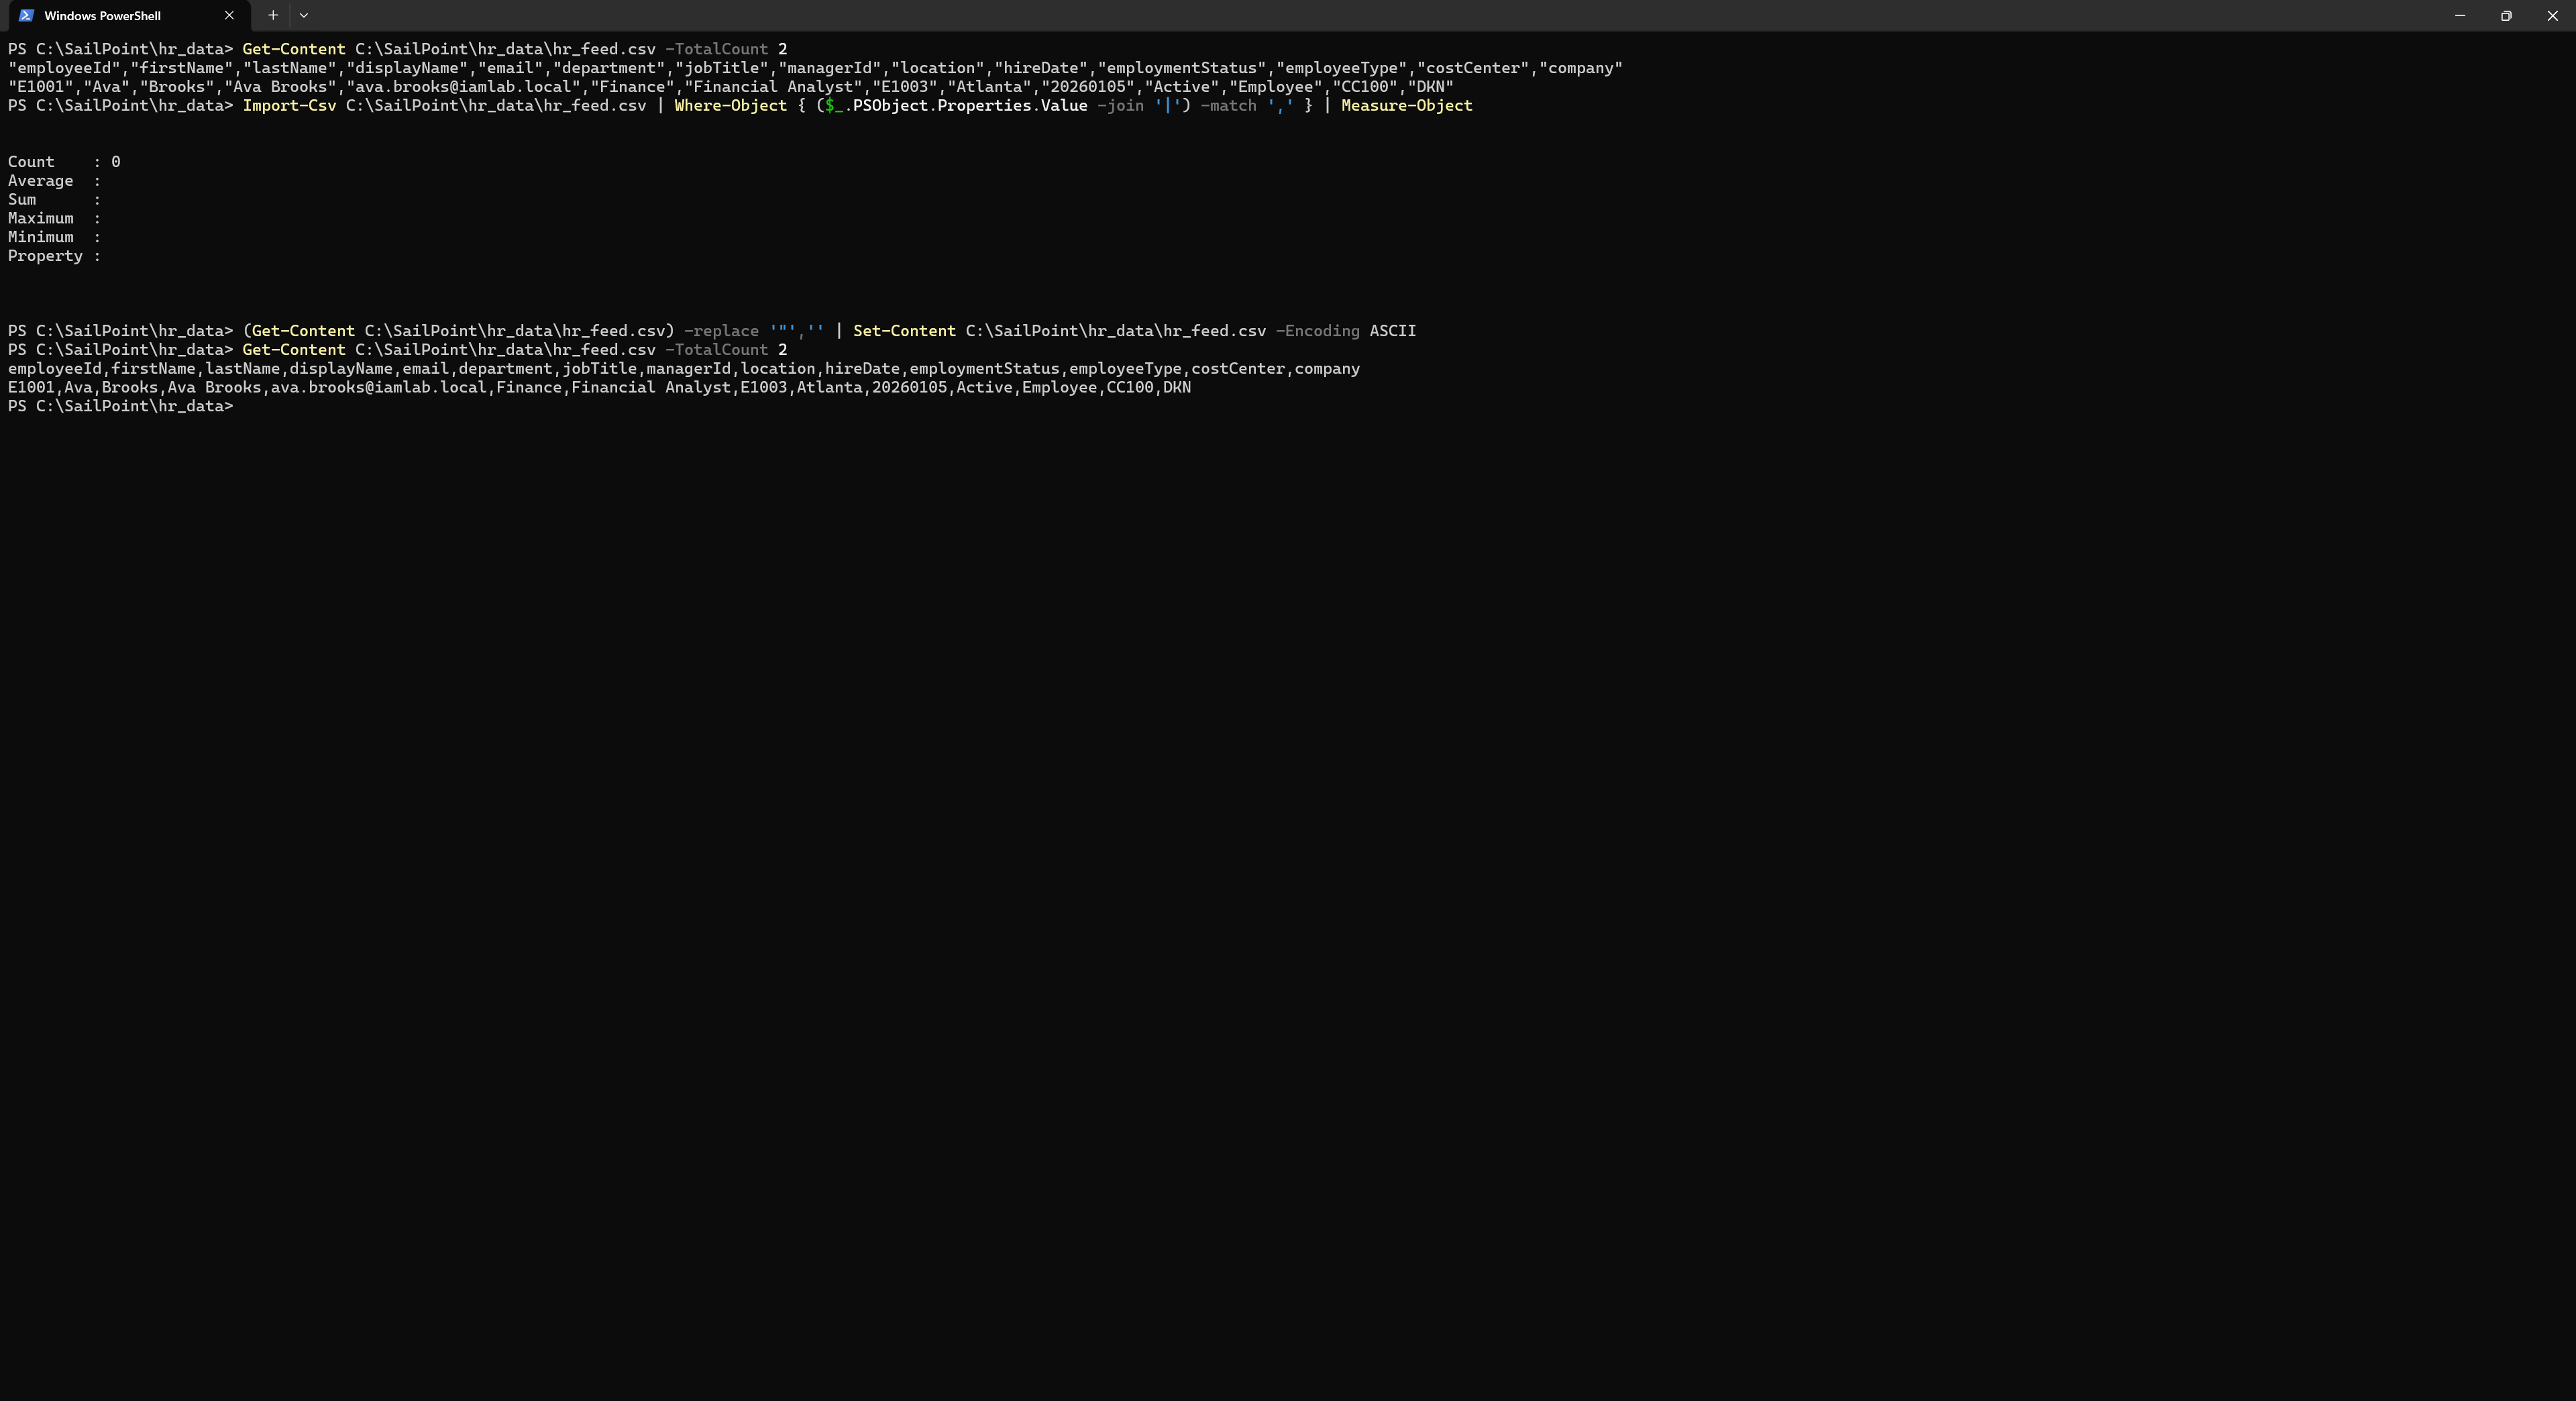 Windows PowerShell
PS C:\SailPoint\hr_data> Get-Content C:\SailPoint\hr_data\hr_feed.csv -TotalCount 2
"employeeId","firstName","lastName","displayName","email","department","jobTitle","managerId","location","hireDate","employmentStatus","employeeType","costCenter","company"
"E1001","Ava","Brooks","Ava Brooks","ava.brooks@iamlab.local","Finance","Financial Analyst","E1003","Atlanta","20260105","Active","Employee","CC100","DKN"
PS C:\SailPoint\hr_data> Import-Csv C:\SailPoint\hr_data\hr_feed.csv | Where-Object { ($_.PSObject.Properties.Value -join '|') -match ',' } | Measure-Object
Count    : 0
Average  :
Sum      :
Maximum  :
Minimum  :
Property :
PS C:\SailPoint\hr_data> (Get-Content C:\SailPoint\hr_data\hr_feed.csv) -replace '"','' | Set-Content C:\SailPoint\hr_data\hr_feed.csv -Encoding ASCII
PS C:\SailPoint\hr_data> Get-Content C:\SailPoint\hr_data\hr_feed.csv -TotalCount 2
employeeId,firstName,lastName,displayName,email,department,jobTitle,managerId,location,hireDate,employmentStatus,employeeType,costCenter,company
E1001,Ava,Brooks,Ava Brooks,ava.brooks@iamlab.local,Finance,Financial Analyst,E1003,Atlanta,20260105,Active,Employee,CC100,DKN
PS C:\SailPoint\hr_data>